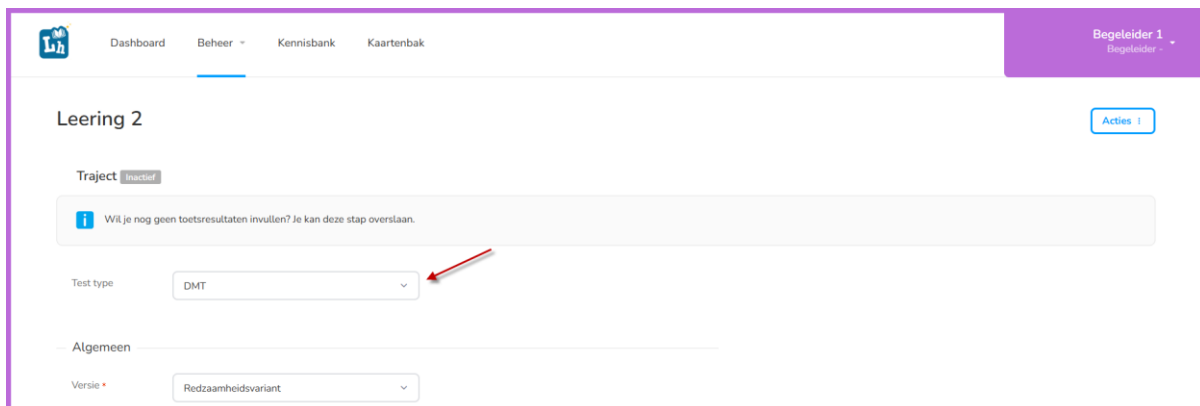 Lh
Dashboard Beheer Kennisbank Kaartenbak
Begeleider 1
Begeleider -
Leering 2
Acties
Traject Inactief
i Wil je nog geen toetsresultaten invullen? Je kan deze stap overslaan.
Test type DMT
Algemeen
Versie * Redzaamheidsvariant